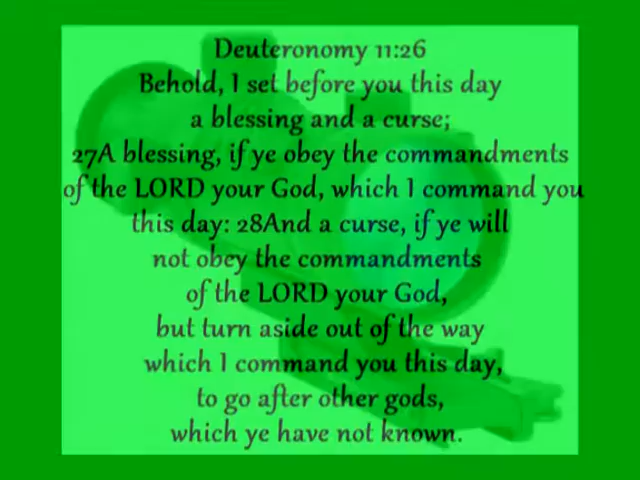 Deuteronomy 11:26
Behold, I set before you this day
a blessing and a curse;
27A blessing, if ye obey the commandments
of the LORD your God, which I command you
this day: 28And a curse, if ye will
not obey the commandments
of the LORD your God,
but turn aside out of the way
which I command you this day,
to go after other gods,
which ye have not known.